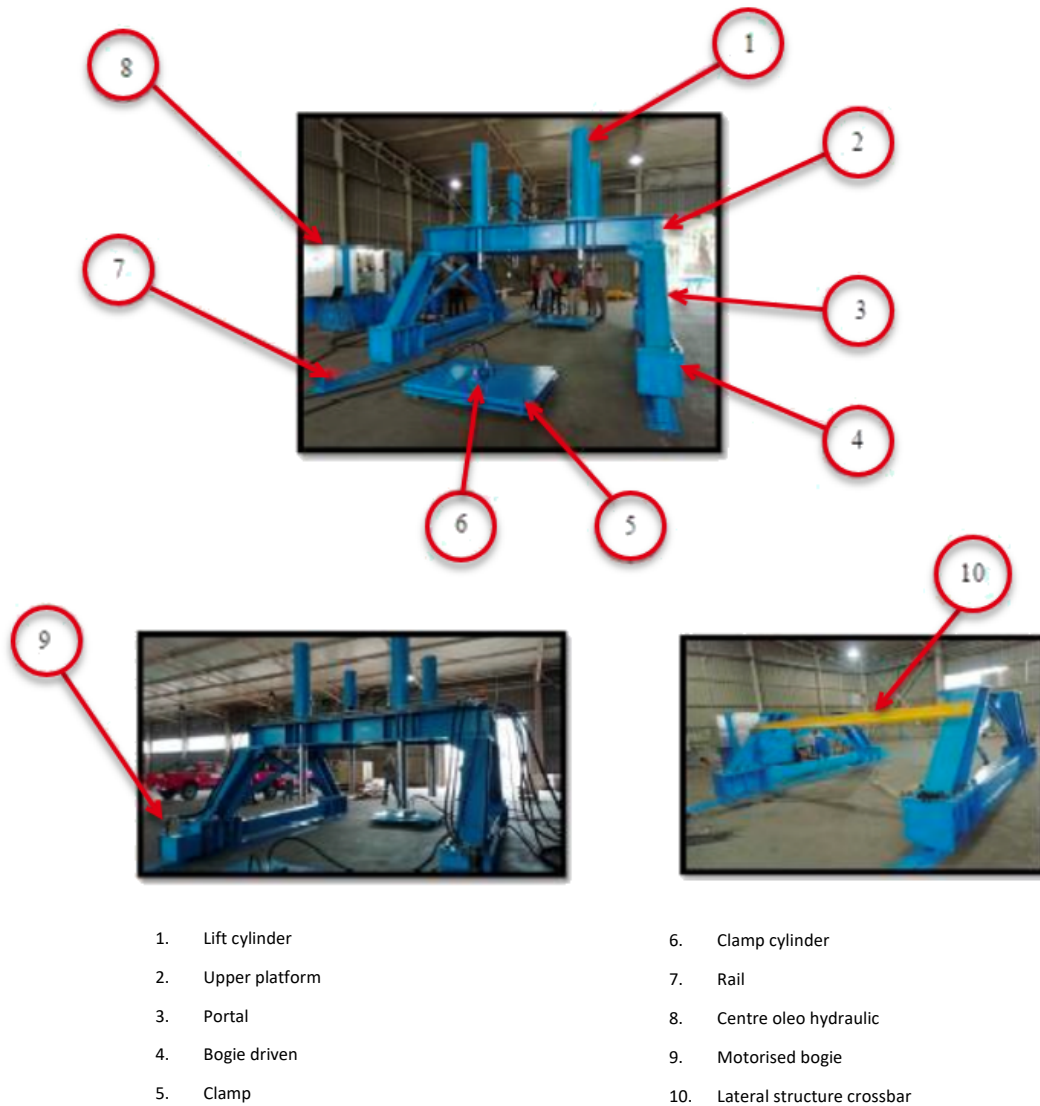 1
8
2
7
3
4
6
5
10
9
1. Lift cylinder
2. Upper platform
3. Portal
4. Bogie driven
5. Clamp
6. Clamp cylinder
7. Rail
8. Centre oleo hydraulic
9. Motorised bogie
10. Lateral structure crossbar